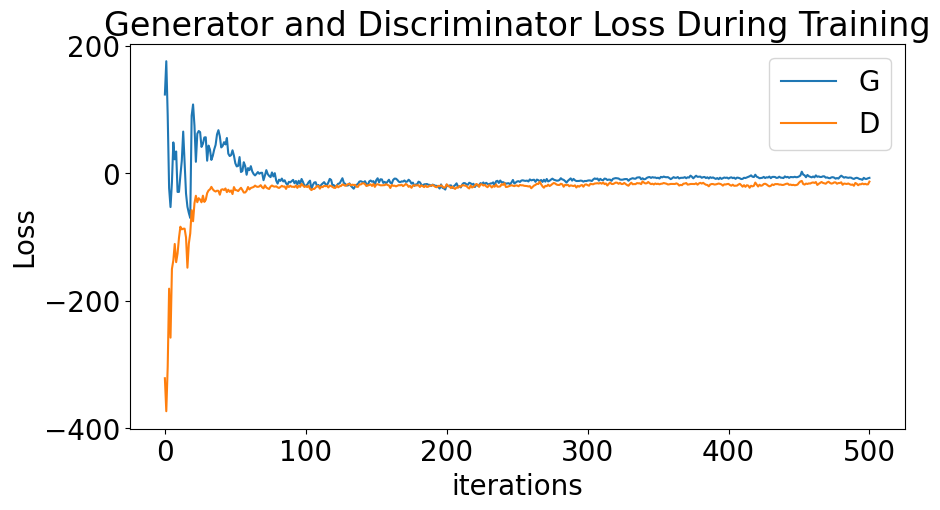 Generator and Discriminator Loss During Training
200
0
−200
−400
Loss
G
D
0 100 200 300 400 500
iterations